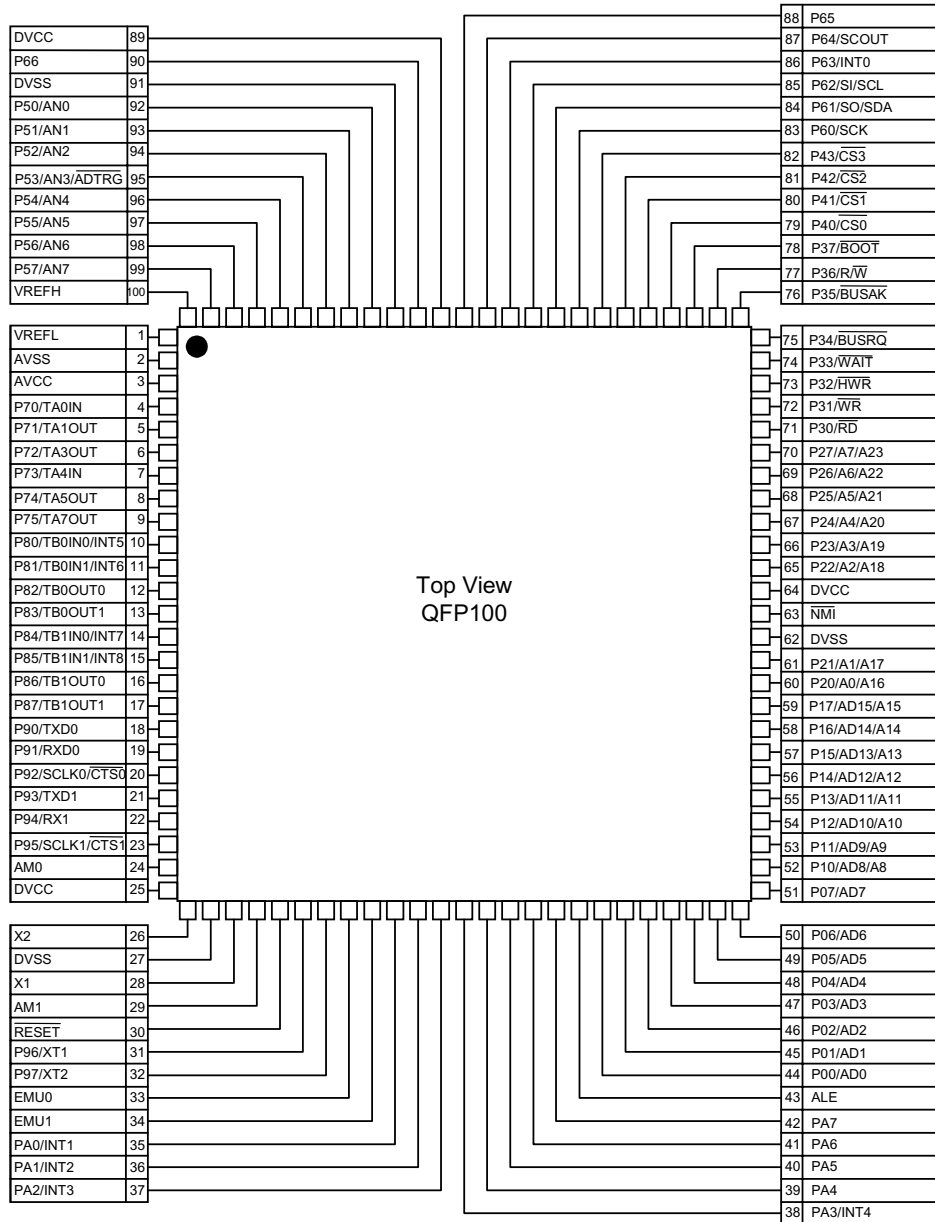 DVCC 89
P66 90
DVSS 91
P50/AN0 92
P51/AN1 93
P52/AN2 94
P53/AN3/ADTRG 95
P54/AN4 96
P55/AN5 97
P56/AN6 98
P57/AN7 99
VREFH 100
88 P65
87 P64/SCOUT
86 P63/INT0
85 P62/SI/SCL
84 P61/SO/SDA
83 P60/SCK
82 P43/CS3
81 P42/CS2
80 P41/CS1
79 P40/CS0
78 P37/BOOT
77 P36/R/W
76 P35/BUSAK
VREFL 1
AVSS 2
AVCC 3
P70/TA0IN 4
P71/TA1OUT 5
P72/TA3OUT 6
P73/TA4IN 7
P74/TA5OUT 8
P75/TA7OUT 9
P80/TB0IN0/INT5 10
P81/TB0IN1/INT6 11
P82/TB0OUT0 12
P83/TB0OUT1 13
P84/TB1IN0/INT7 14
P85/TB1IN1/INT8 15
P86/TB1OUT0 16
P87/TB1OUT1 17
P90/TXD0 18
P91/RXD0 19
P92/SCLK0/CTS0 20
P93/TXD1 21
P94/RX1 22
P95/SCLK1/CTS1 23
AM0 24
DVCC 25
Top View
QFP100
75 P34/BUSRQ
74 P33/WAIT
73 P32/HWR
72 P31/WR
71 P30/RD
70 P27/A7/A23
69 P26/A6/A22
68 P25/A5/A21
67 P24/A4/A20
66 P23/A3/A19
65 P22/A2/A18
64 DVCC
63 NMI
62 DVSS
61 P21/A1/A17
60 P20/A0/A16
59 P17/AD15/A15
58 P16/AD14/A14
57 P15/AD13/A13
56 P14/AD12/A12
55 P13/AD11/A11
54 P12/AD10/A10
53 P11/AD9/A9
52 P10/AD8/A8
51 P07/AD7
X2 26
DVSS 27
X1 28
AM1 29
RESET 30
P96/XT1 31
P97/XT2 32
EMU0 33
EMU1 34
PA0/INT1 35
PA1/INT2 36
PA2/INT3 37
50 P06/AD6
49 P05/AD5
48 P04/AD4
47 P03/AD3
46 P02/AD2
45 P01/AD1
44 P00/AD0
43 ALE
42 PA7
41 PA6
40 PA5
39 PA4
38 PA3/INT4